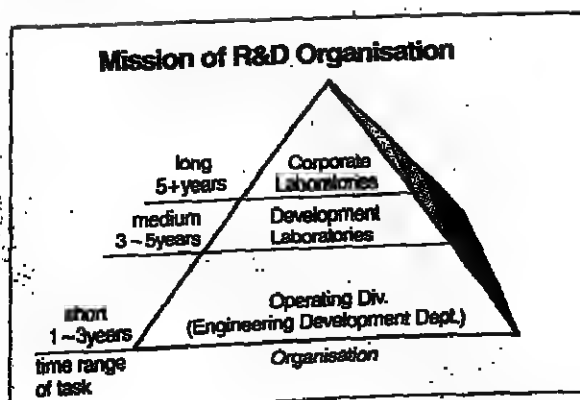 Mission of R&D Organisation
long
5+years
Corporate
Laboratories
medium
3~5years
Development
Laboratories
short
1~3years
Operating Div.
(Engineering Development Dept.)
time range
of task
Organisation